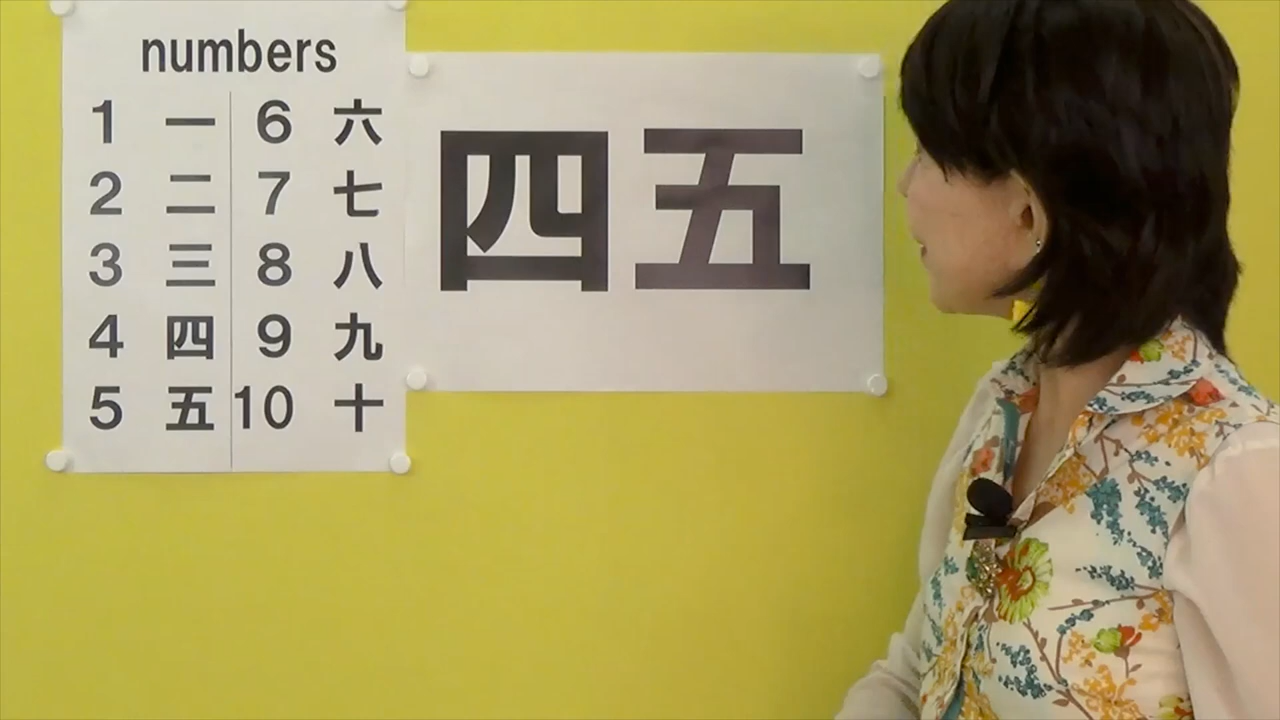 numbers
1 一 6 六
2 二 7 七
3 三 8 八
4 四 9 九
5 五 10 十
四五